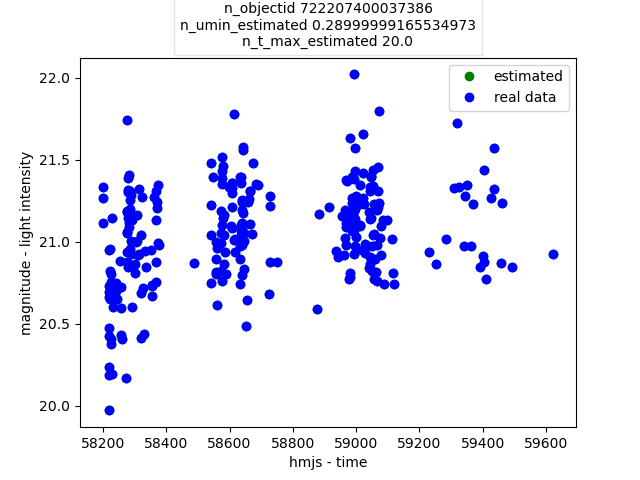 n_objectid 722207400037386
n_umin_estimated 0.28999999165534973
n_t_max_estimated 20.0
estimated
real data
22.0
21.5
21.0
20.5
20.0
magnitude - light intensity
58200 58400 58600 58800 59000 59200 59400 59600
hmjs - time